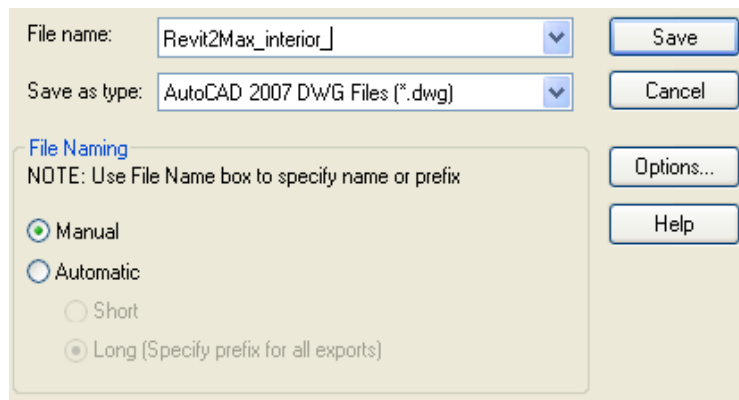 File name:
Revit2Max_interior_
Save
Save as type:
AutoCAD 2007 DWG Files (*.dwg)
Cancel
File Naming
NOTE: Use File Name box to specify name or prefix
Options...
Manual
Help
Automatic
Short
Long (Specify prefix for all exports)